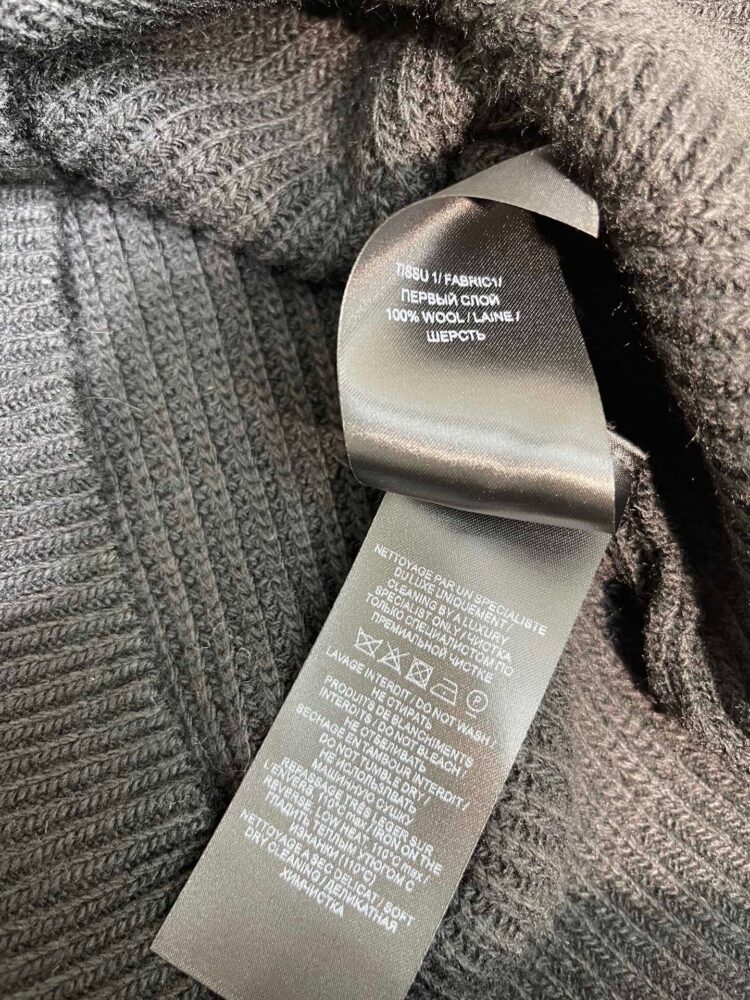 TISSU 1/ FABRIC1/
ПЕРВЫЙ СЛОЙ
100% WOOL / LAINE /
ШЕРСТЬ
NETTOYAGE PAR UN SPECIALISTE
DU LUXE UNIQUEMENT /
CLEANING BY A LUXURY
SPECIALIST ONLY / ЧИСТКА
ТОЛЬКО СПЕЦИАЛИСТОМ ПО
ПРЕМИАЛЬНОЙ ЧИСТКЕ
P
LAVAGE INTERDIT / DO NOT WASH /
НЕ СТИРАТЬ
PRODUITS DE BLANCHIMENTS
INTERDITS / DO NOT BLEACH /
НЕ ОТБЕЛИВАТЬ
SECHAGE EN TAMBOUR INTERDIT /
DO NOT TUMBLE DRY /
НЕ ИСПОЛЬЗЛВАТЬ
МАШИННУЮ СУШКУ
REPASSAGE TRÈS LEGER SUR
L'ENVERS, 110°C max / IRON ON THE
REVERSE, LOW HEAT, 110°C max /
ГЛАДИТЬ ТЕПЛЫМ УТЮГОМ С
ИЗНАНКИ (110°C)
NETTOYAGE A SEC DELICAT / SOFT
DRY CLEANING / ДЕЛИКАТНАЯ
ХИМЧИСТКА